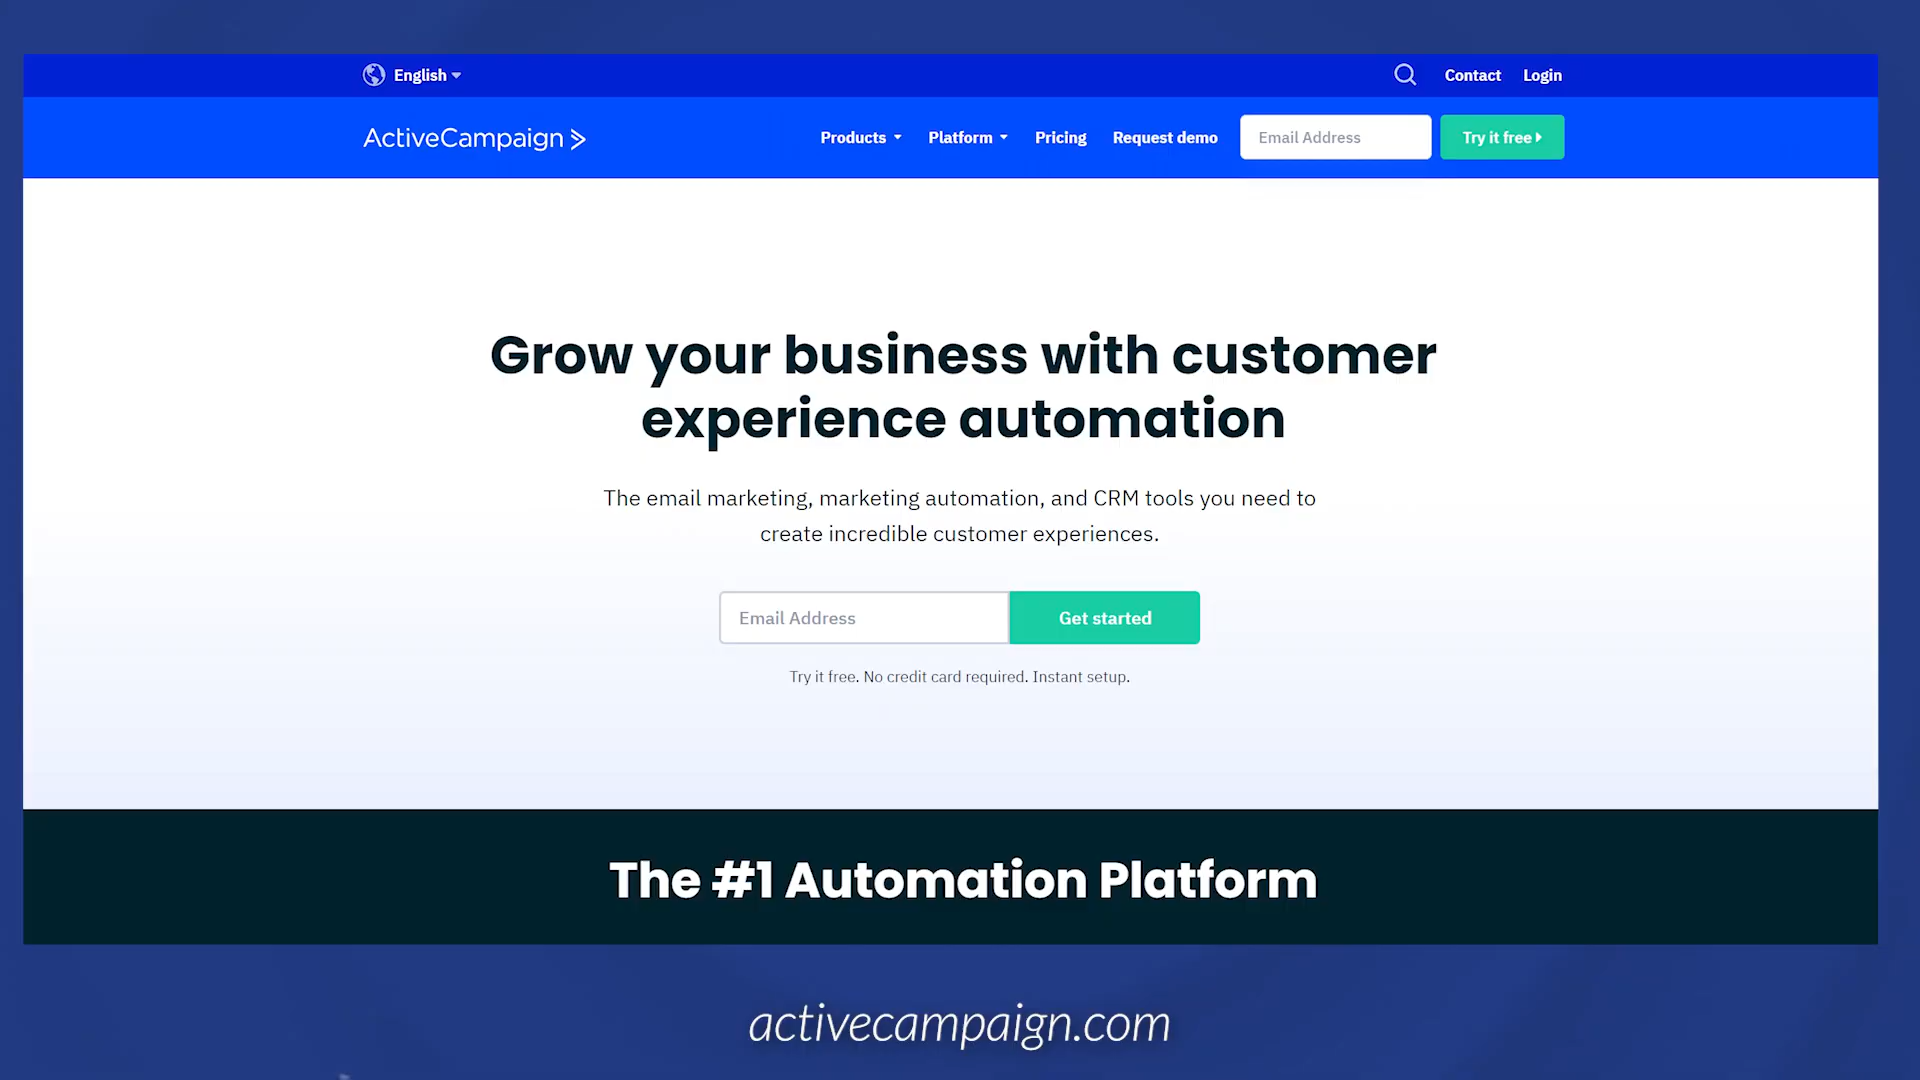 English
Contact
Login
ActiveCampaign
Products
Platform
Pricing
Request demo
Email Address
Try it free
Grow your business with customer
experience automation
The email marketing, marketing automation, and CRM tools you need to
create incredible customer experiences.
Email Address
Get started
Try it free. No credit card required. Instant setup.
The #1 Automation Platform
activecampaign.com